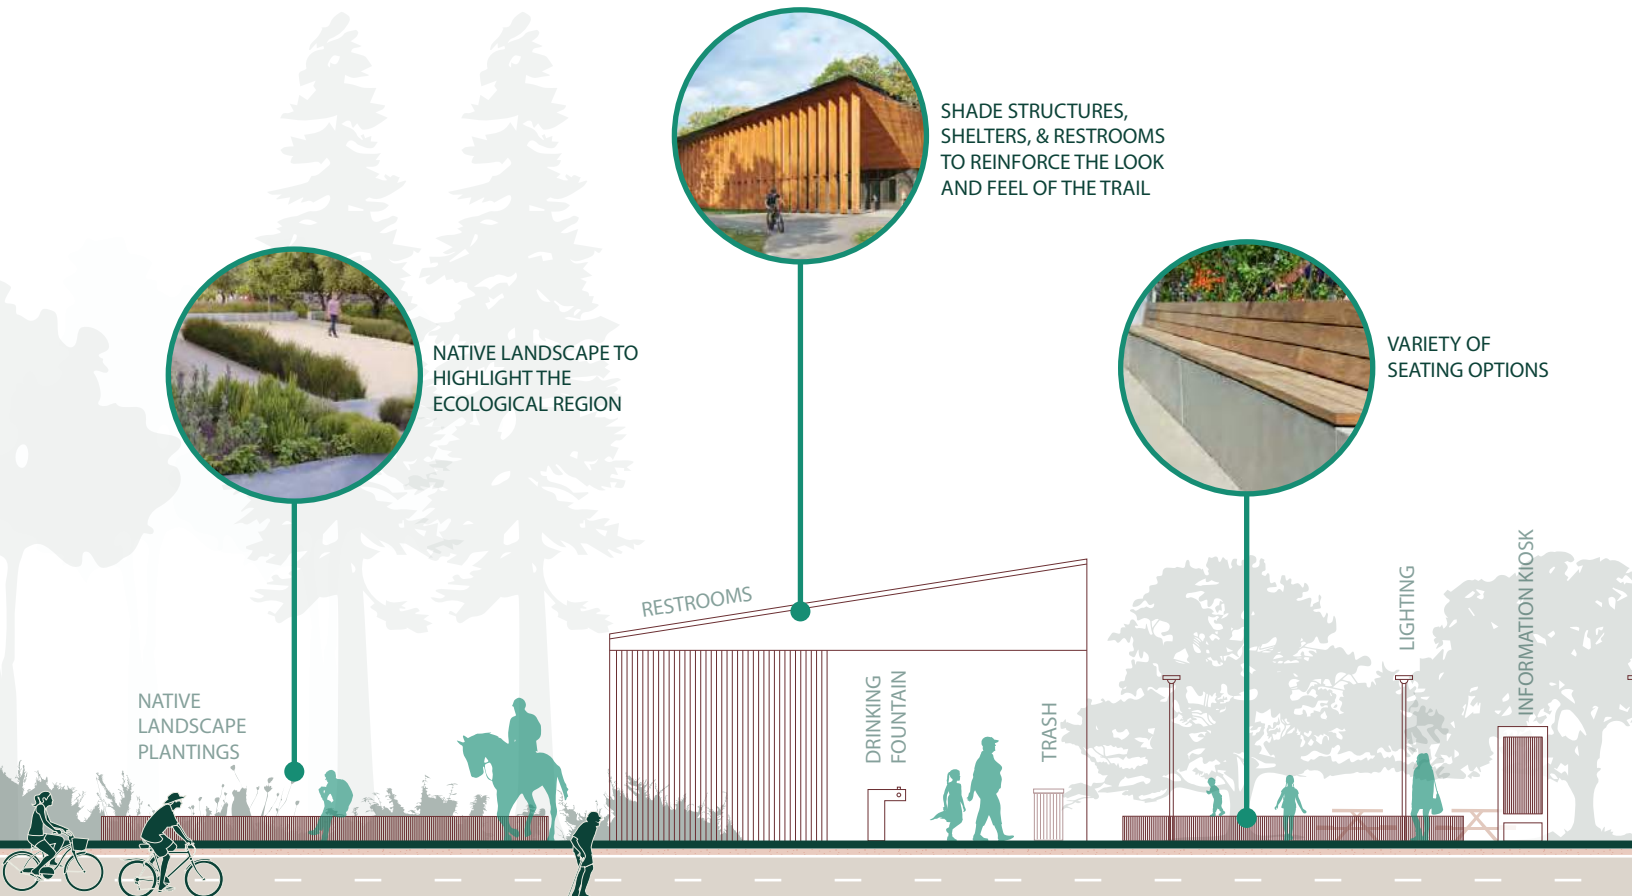 SHADE STRUCTURES,
SHELTERS, & RESTROOMS
TO REINFORCE THE LOOK
AND FEEL OF THE TRAIL
NATIVE LANDSCAPE TO
HIGHLIGHT THE
ECOLOGICAL REGION
VARIETY OF
SEATING OPTIONS
RESTROOMS
NATIVE
LANDSCAPE
PLANTINGS
DRINKING
FOUNTAIN
TRASH
LIGHTING
INFORMATION KIOSK